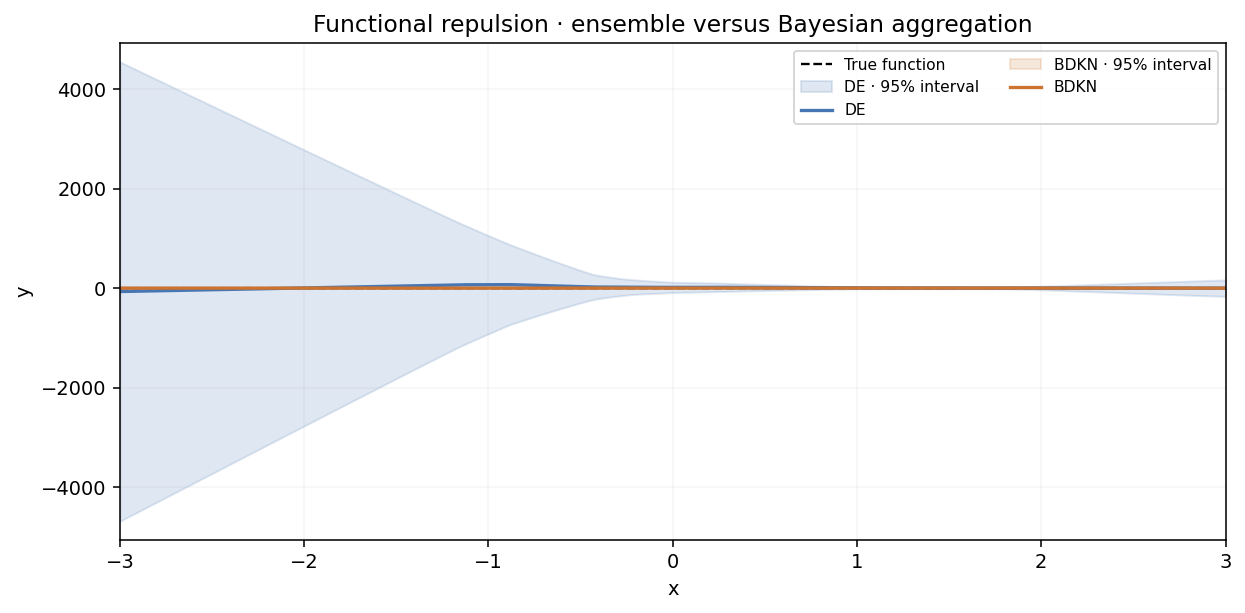 Functional repulsion · ensemble versus Bayesian aggregation
True function
DE · 95% interval
DE
BDKN · 95% interval
BDKN
y
4000
2000
0
−2000
−4000
−3
−2
−1
0
1
2
3
x